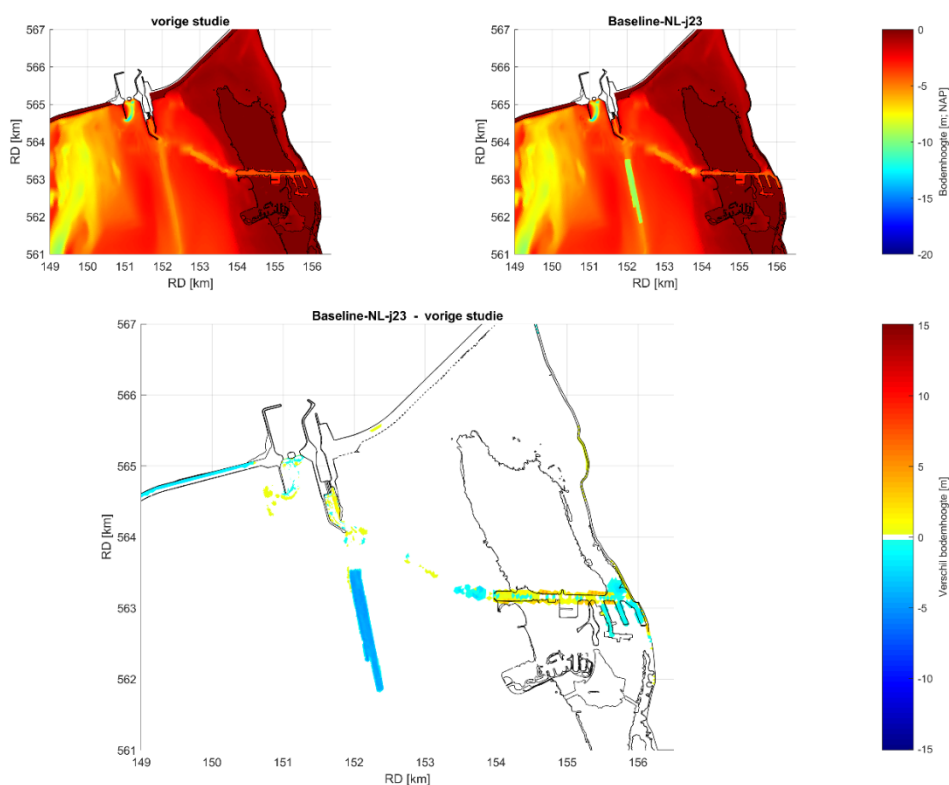 vorige studie
567
566
565
564
563
562
561
RD [km]
149 150 151 152 153 154 155 156
RD [km]
Baseline-NL-j23
567
566
565
564
563
562
561
RD [km]
149 150 151 152 153 154 155 156
RD [km]
0
-5
-10
-15
-20
Bodemhoogte [m; NAP]
Baseline-NL-j23 - vorige studie
567
566
565
564
563
562
561
RD [km]
149 150 151 152 153 154 155 156
RD [km]
15
10
5
0
-5
-10
-15
Verschil bodemhoogte [m]